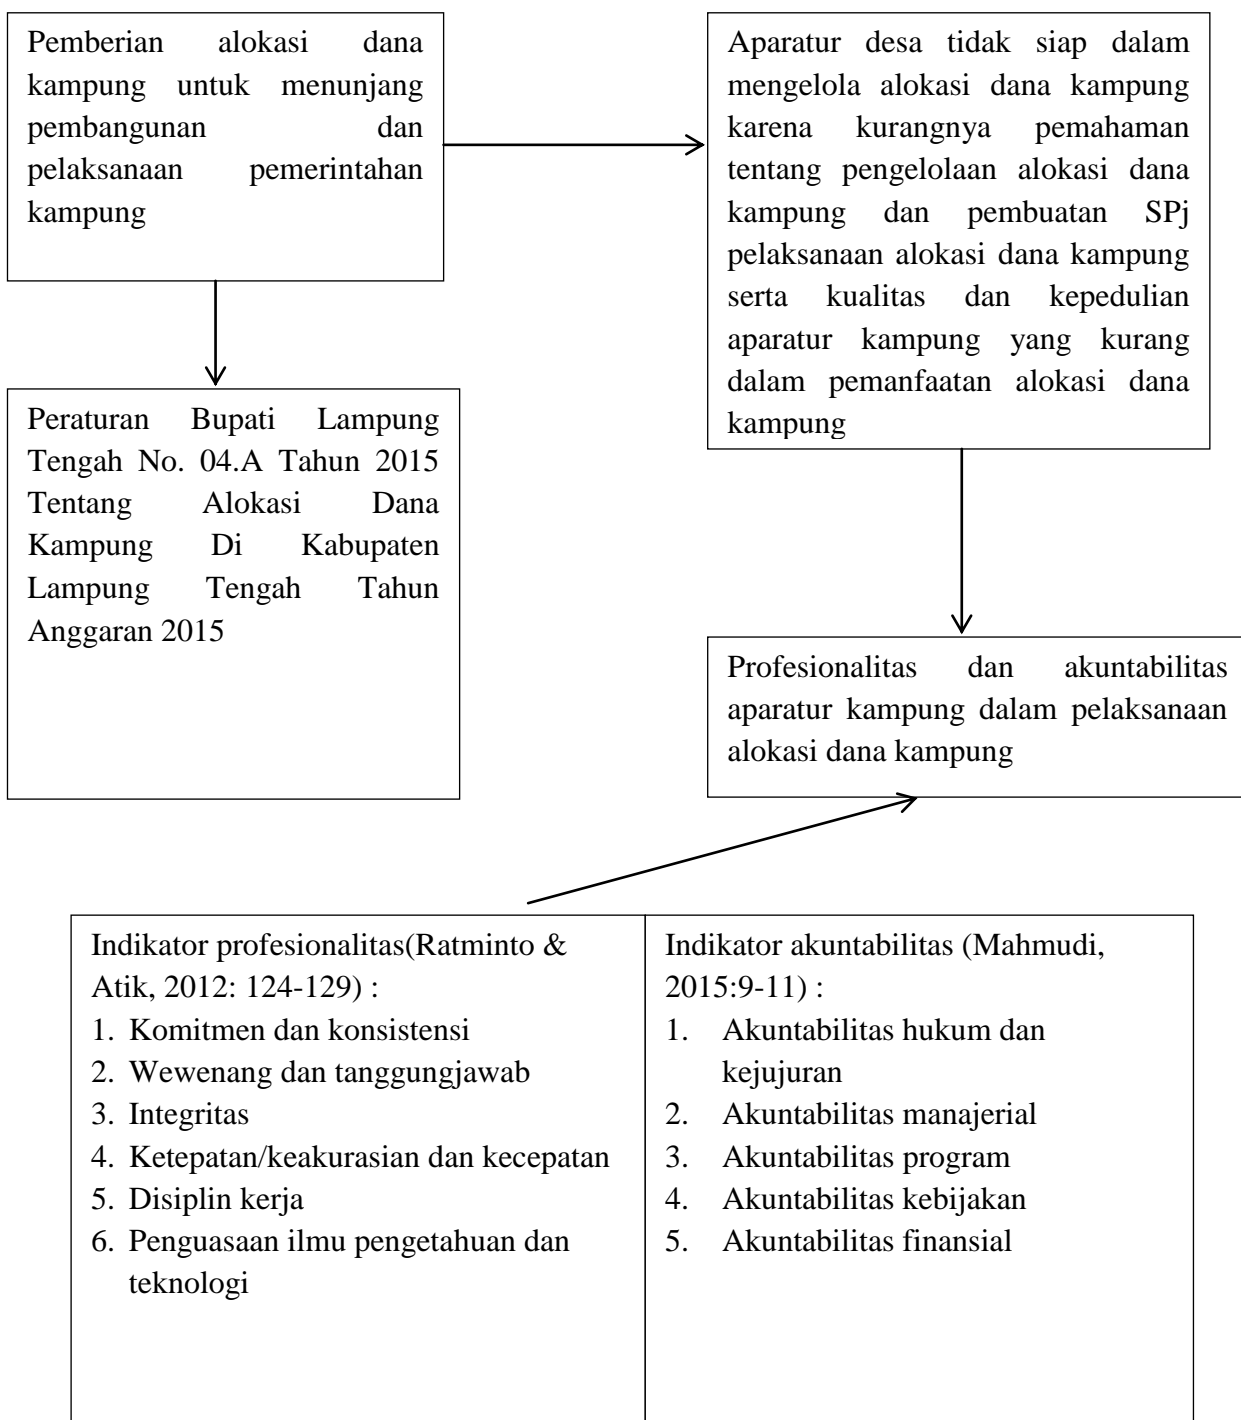 Pemberian alokasi dana
kampung untuk menunjang
pembangunan dan
pelaksanaan pemerintahan
kampung
Aparatur desa tidak siap dalam
mengelola alokasi dana kampung
karena kurangnya pemahaman
tentang pengelolaan alokasi dana
kampung dan pembuatan SPj
pelaksanaan alokasi dana kampung
serta kualitas dan kepedulian
aparatur kampung yang kurang
dalam pemanfaatan alokasi dana
kampung
Peraturan Bupati Lampung
Tengah No. 04.A Tahun 2015
Tentang Alokasi Dana
Kampung Di Kabupaten
Lampung Tengah Tahun
Anggaran 2015
Profesionalitas dan akuntabilitas
aparatur kampung dalam pelaksanaan
alokasi dana kampung
Indikator profesionalitas(Ratminto &
Atik, 2012: 124-129) :
1. Komitmen dan konsistensi
2. Wewenang dan tanggungjawab
3. Integritas
4. Ketepatan/keakurasian dan kecepatan
5. Disiplin kerja
6. Penguasaan ilmu pengetahuan dan
teknologi
Indikator akuntabilitas (Mahmudi,
2015:9-11) :
1. Akuntabilitas hukum dan
kejujuran
2. Akuntabilitas manajerial
3. Akuntabilitas program
4. Akuntabilitas kebijakan
5. Akuntabilitas finansial